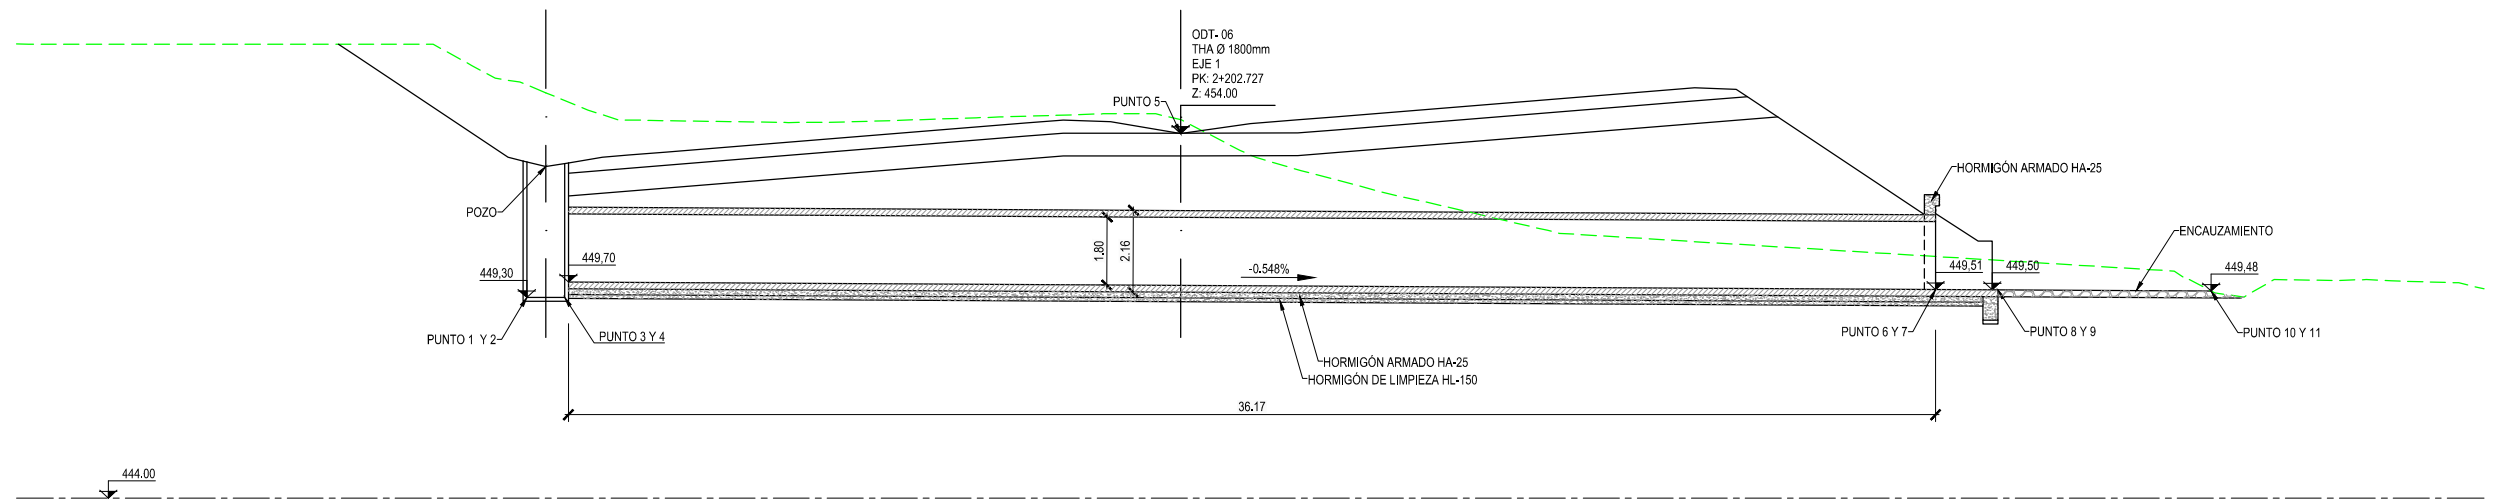 ODT- 06
THA Ø 1800mm
EJE 1
PK: 2+202.727
Z: 454.00
PUNTO 5
HORMIGÓN ARMADO HA-25
POZO
ENCAUZAMIENTO
1.80
2.16
449,30
449,70
-0.548%
449,51
449,50
449,48
PUNTO 1 Y 2
PUNTO 3 Y 4
PUNTO 6 Y 7
PUNTO 8 Y 9
PUNTO 10 Y 11
HORMIGÓN ARMADO HA-25
HORMIGÓN DE LIMPIEZA HL-150
36.17
444.00